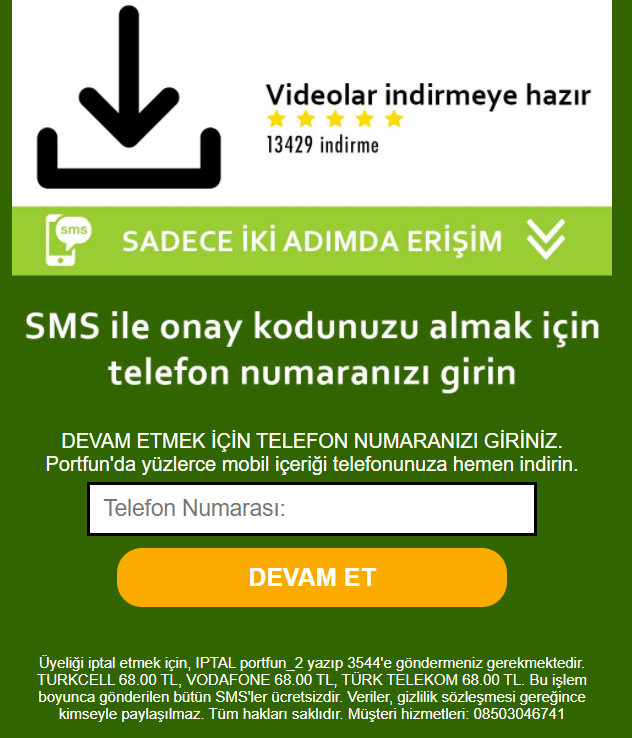 Videolar indirmeye hazır
13429 indirme
sms
SADECE İKİ ADIMDA ERİŞİM
SMS ile onay kodunuzu almak için
telefon numaranızı girin
DEVAM ETMEK İÇİN TELEFON NUMARANIZI GİRİNİZ.
Portfun'da yüzlerce mobil içeriği telefonunuza hemen indirin.
Telefon Numarası:
DEVAM ET
Üyeliği iptal etmek için, IPTAL portfun_2 yazıp 3544'e göndermeniz gerekmektedir.
TURKCELL 68.00 TL, VODAFONE 68.00 TL, TÜRK TELEKOM 68.00 TL. Bu işlem
boyunca gönderilen bütün SMS'ler ücretsizdir. Veriler, gizlilik sözleşmesi gereğince
kimseyle paylaşılmaz. Tüm hakları saklıdır. Müşteri hizmetleri: 08503046741